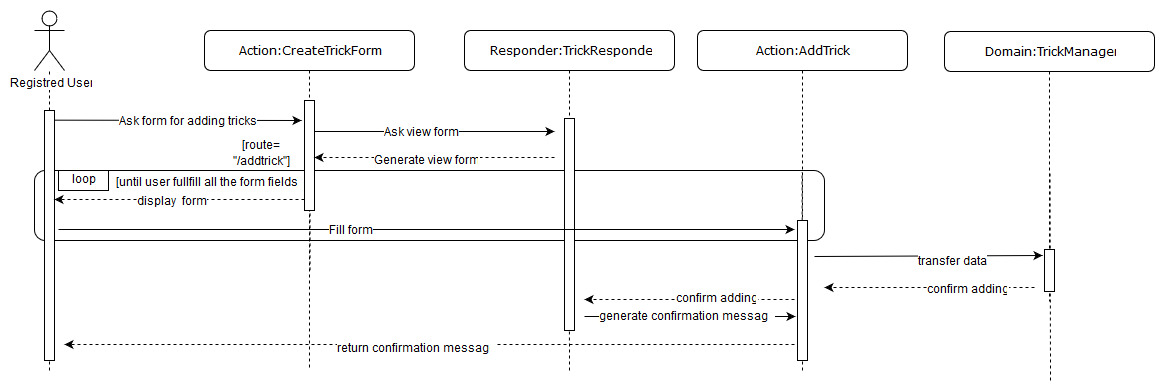 Registred User
Action:CreateTrickForm
Responder:TrickResponde
Action:AddTrick
Domain:TrickManager
Ask form for adding tricks
Ask view form
[route=
"/addtrick"]
Generate view form
loop
[until user fullfill all the form fields
display form
Fill form
transfer data
confirm adding
confirm adding
generate confirmation messag
return confirmation messag